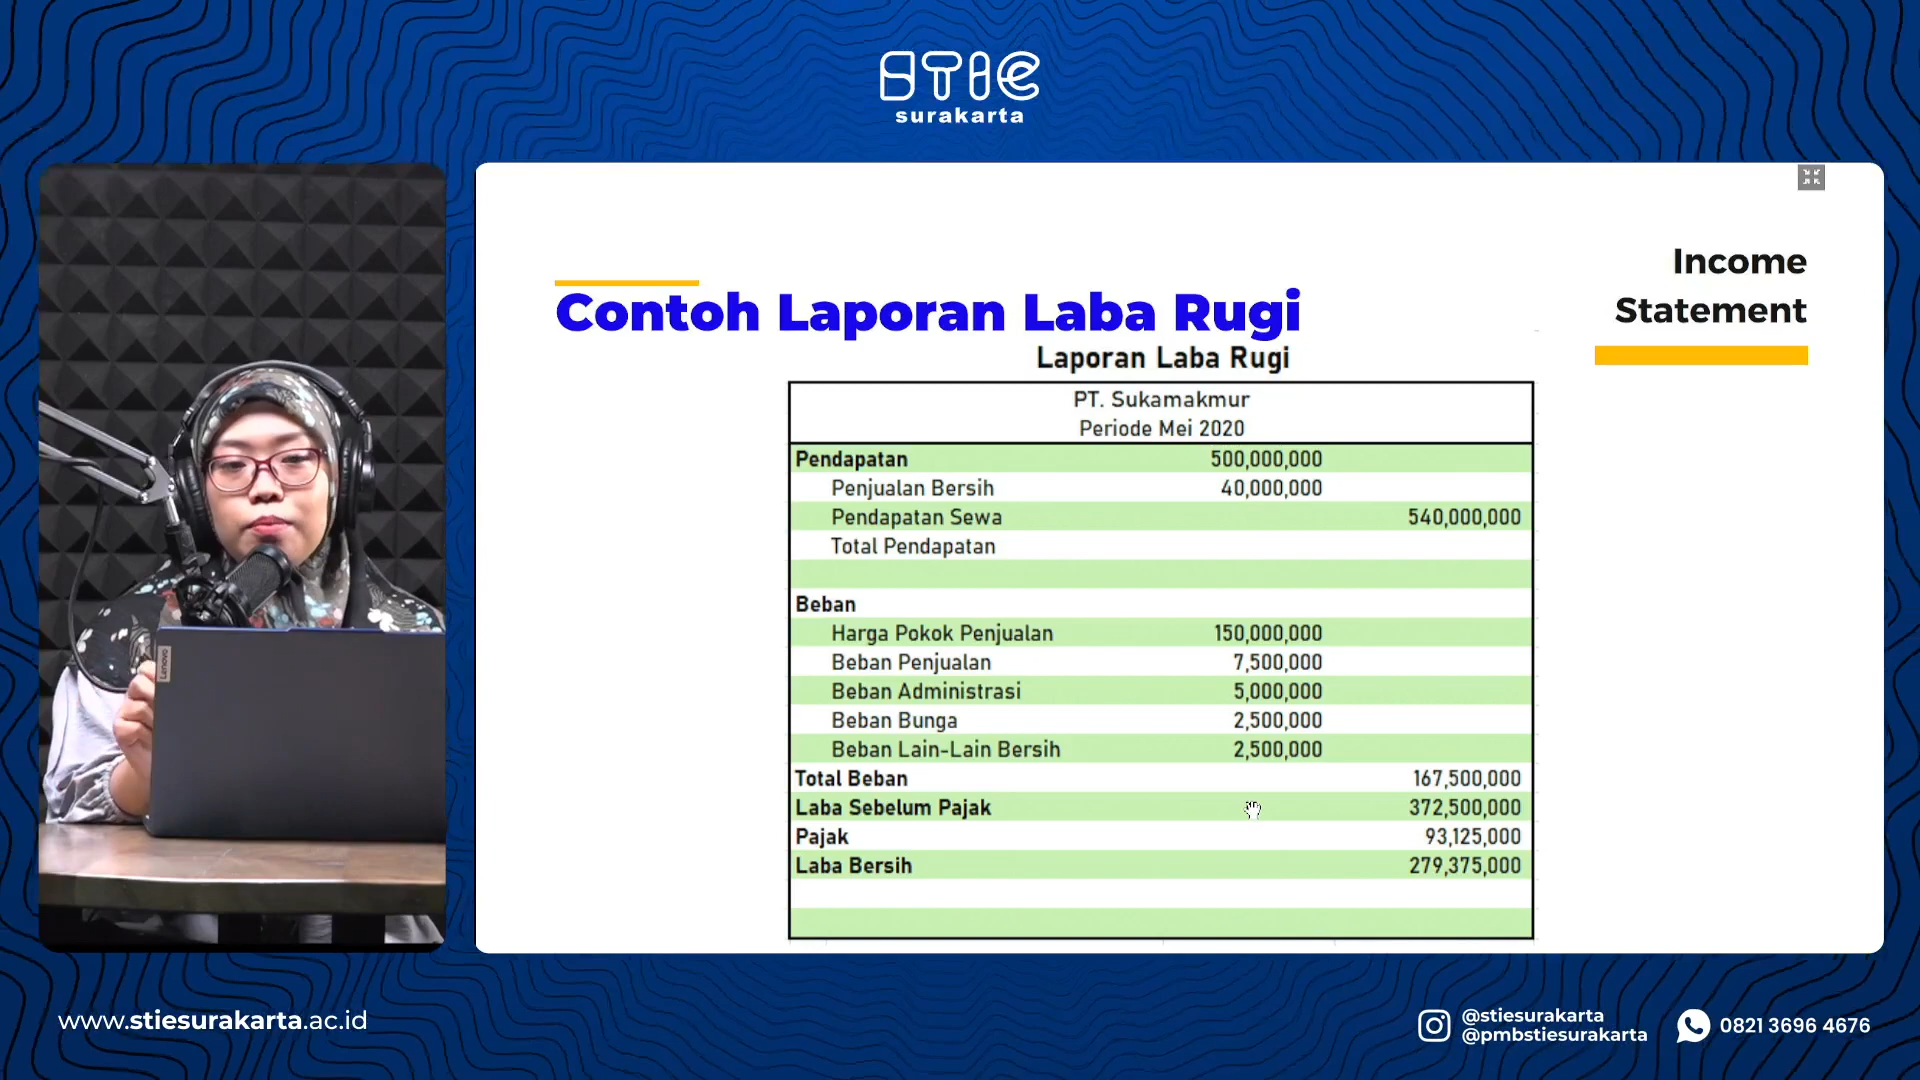 STIE
surakarta
Income
Statement
Contoh Laporan Laba Rugi
Laporan Laba Rugi
PT. Sukamakmur
Periode Mei 2020
Pendapatan 500,000,000
Penjualan Bersih 40,000,000
Pendapatan Sewa 540,000,000
Total Pendapatan
Beban
Harga Pokok Penjualan 150,000,000
Beban Penjualan 7,500,000
Beban Administrasi 5,000,000
Beban Bunga 2,500,000
Beban Lain-Lain Bersih 2,500,000
Total Beban 167,500,000
Laba Sebelum Pajak 372,500,000
Pajak 93,125,000
Laba Bersih 279,375,000
Lenovo
www.stiesurakarta.ac.id
@stiesurakarta
@pmbstiesurakarta
0821 3696 4676